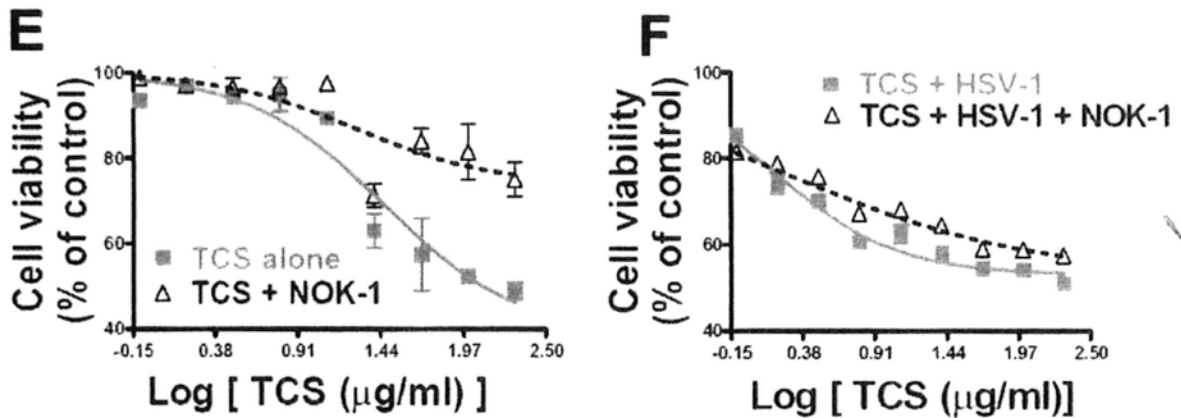 E
Cell viability
(% of control)
100
80
60
40
TCS alone
TCS + NOK-1
-0.15 0.38 0.91 1.44 1.97 2.50
Log [ TCS (μg/ml) ]
F
Cell viability
(% of control)
100
80
60
40
TCS + HSV-1
TCS + HSV-1 + NOK-1
-0.15 0.38 0.91 1.44 1.97 2.50
Log [ TCS (μg/ml)]